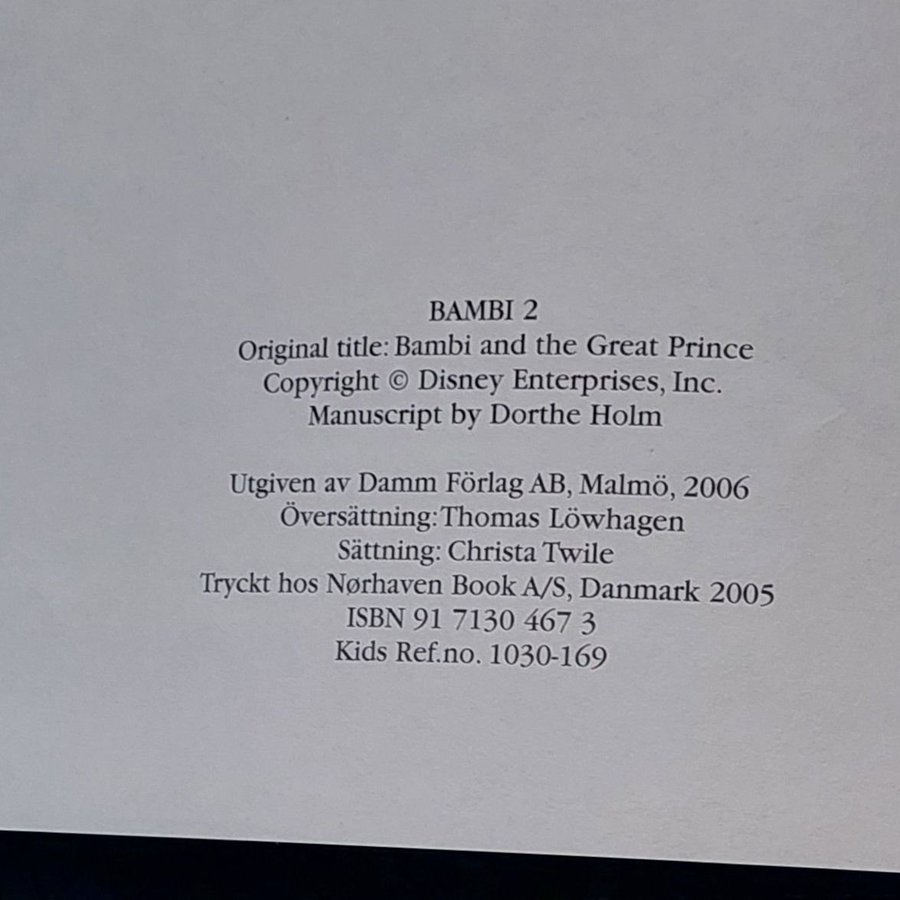 BAMBI 2
Original title: Bambi and the Great Prince
Copyright © Disney Enterprises, Inc.
Manuscript by Dorthe Holm
Utgiven av Damm Förlag AB, Malmö, 2006
Översättning: Thomas Löwhagen
Sättning: Christa Twile
Tryckt hos Nørhaven Book A/S, Danmark 2005
ISBN 91 7130 467 3
Kids Ref.no. 1030-169